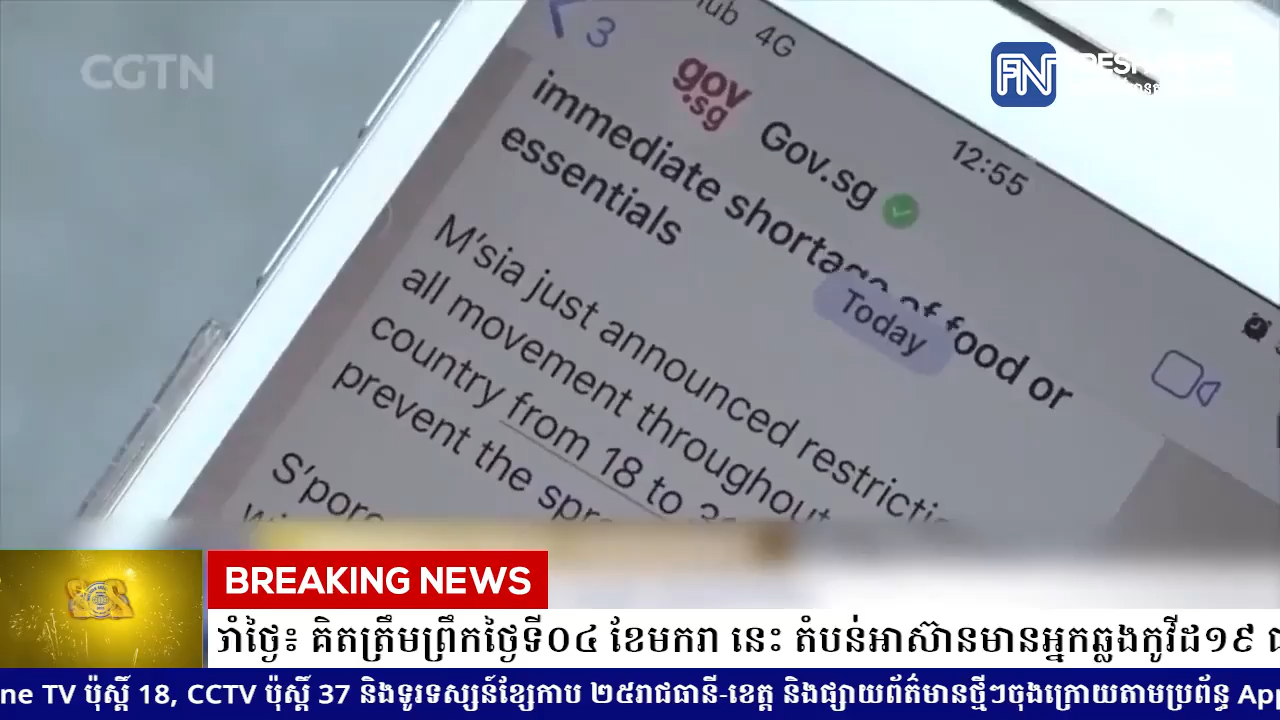 CGTN
3
4G
12:55
gov
.sg
Gov.sg
immediate shortage of food or
essentials
Today
M'sia just announced
all movement throughout
country from 18 to
prevent the
FN
BREAKING NEWS
គិតត្រឹមព្រឹកថ្ងៃទី០៤ ខែមករា នេះ តំបន់អាស៊ានមានអ្នកឆ្លងកូវីដ១៩
TV ប៉ុស្តិ៍ 18, CCTV ប៉ុស្តិ៍ 37 និងទូរទស្សន៍ខ្សែកាប ២៥រាជធានី-ខេត្ត និងផ្សាយព័ត៌មានថ្មីៗចុងក្រោយតាមប្រព័ន្ធ